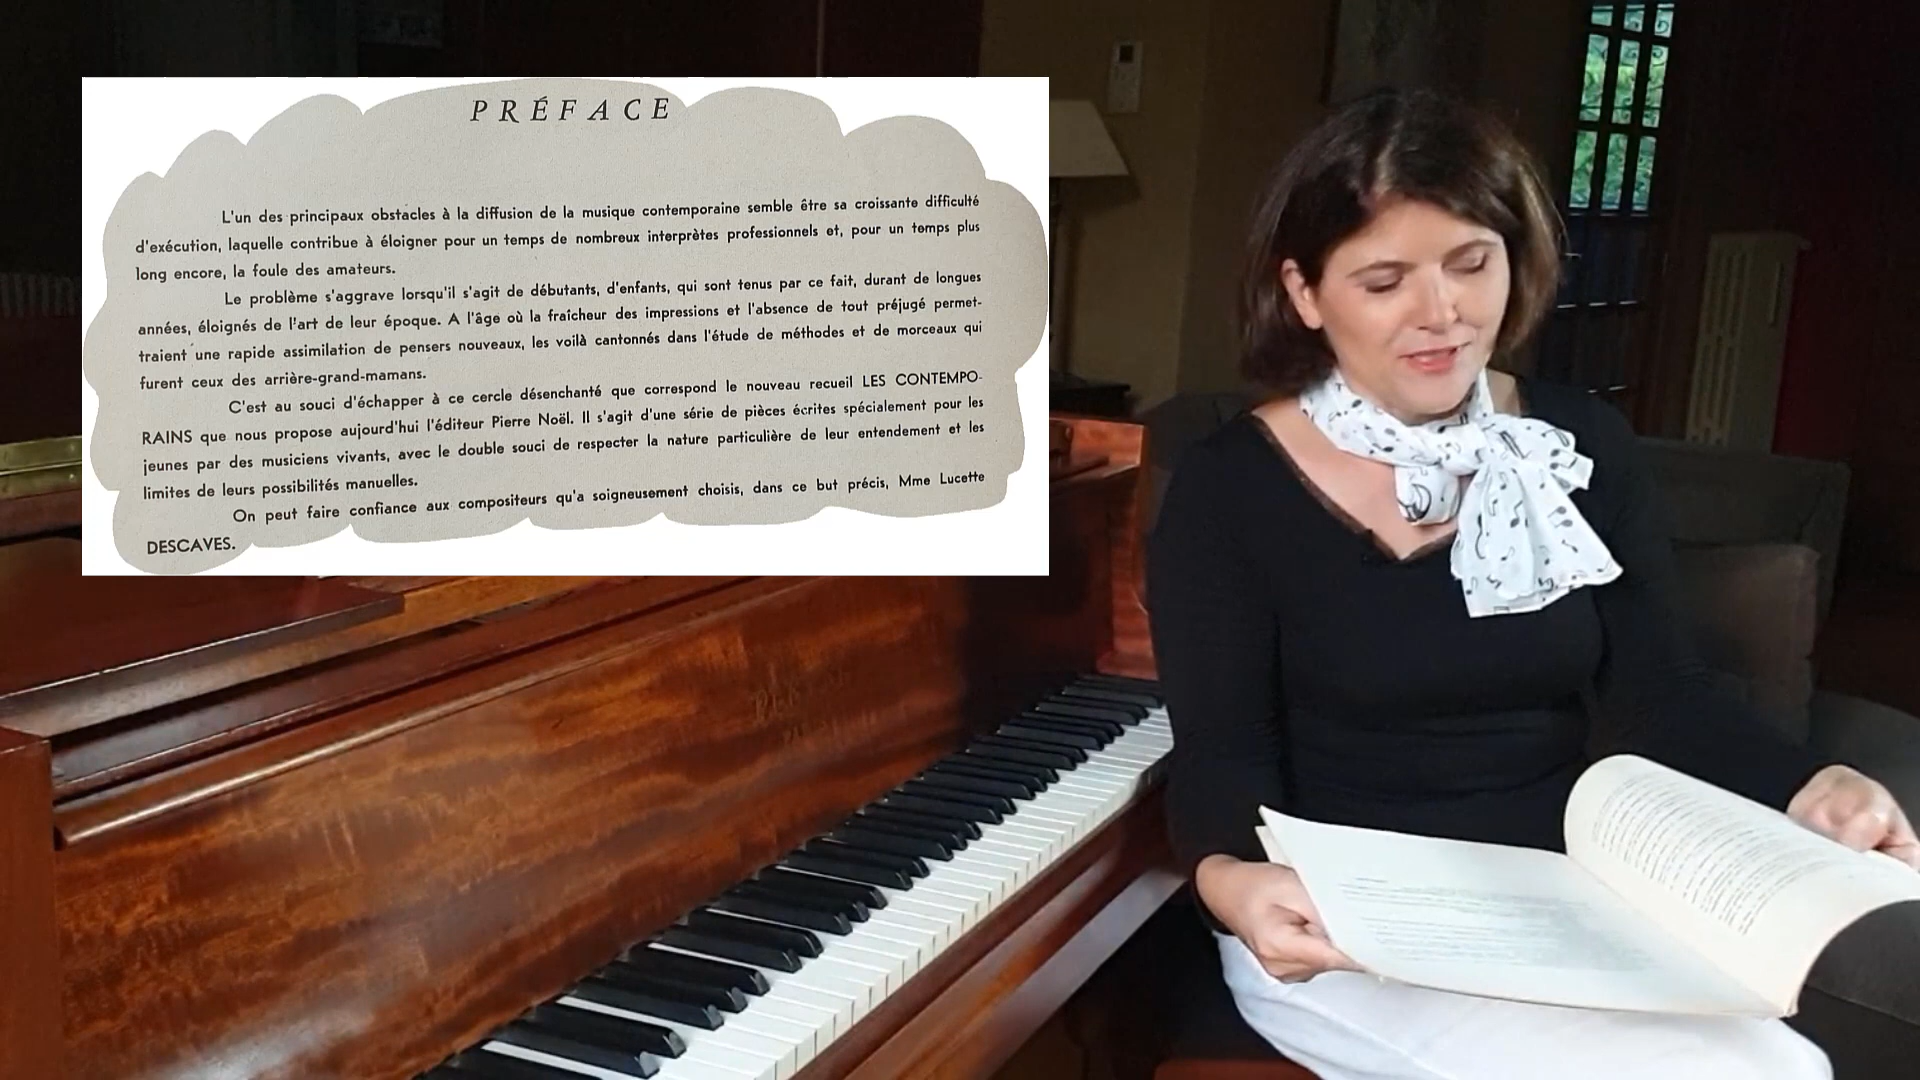 PRÉFACE
L'un des principaux obstacles à la diffusion de la musique contemporaine semble être sa croissante difficulté
d'exécution, laquelle contribue à éloigner pour un temps de nombreux interprètes professionnels et, pour un temps plus
long encore, la foule des amateurs.
Le problème s'aggrave lorsqu'il s'agit de débutants, d'enfants, qui sont tenus par ce fait, durant de longues
années, éloignés de l'art de leur époque. A l'âge où la fraîcheur des impressions et l'absence de tout préjugé permet-
traient une rapide assimilation de pensers nouveaux, les voilà cantonnés dans l'étude de méthodes et de morceaux qui
furent ceux des arrière-grand-mamans.
C'est au souci d'échapper à ce cercle désenchanté que correspond le nouveau recueil LES CONTEMPO-
RAINS que nous propose aujourd'hui l'éditeur Pierre Noël. Il s'agit d'une série de pièces écrites spécialement pour les
jeunes par des musiciens vivants, avec le double souci de respecter la nature particulière de leur entendement et les
limites de leurs possibilités manuelles.
On peut faire confiance aux compositeurs qu'a soigneusement choisis, dans ce but précis, Mme Lucette
DESCAVES.